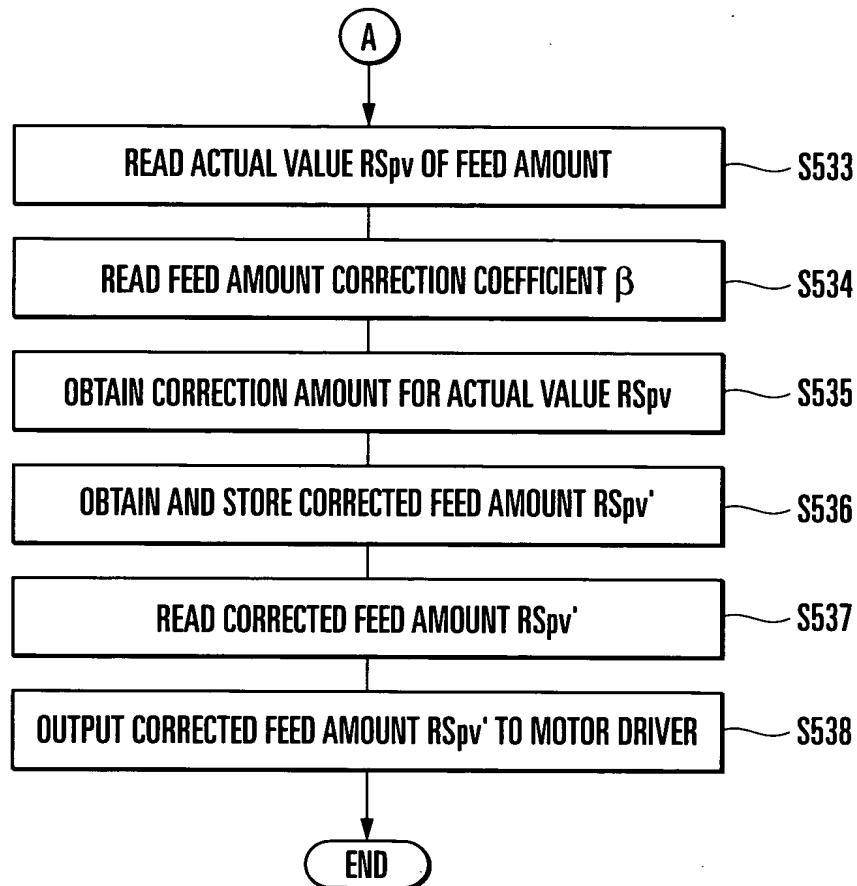 A
READ ACTUAL VALUE RSpv OF FEED AMOUNT
S533
READ FEED AMOUNT CORRECTION COEFFICIENT β
S534
OBTAIN CORRECTION AMOUNT FOR ACTUAL VALUE RSpv
S535
OBTAIN AND STORE CORRECTED FEED AMOUNT RSpv'
S536
READ CORRECTED FEED AMOUNT RSpv'
S537
OUTPUT CORRECTED FEED AMOUNT RSpv' TO MOTOR DRIVER
S538
END